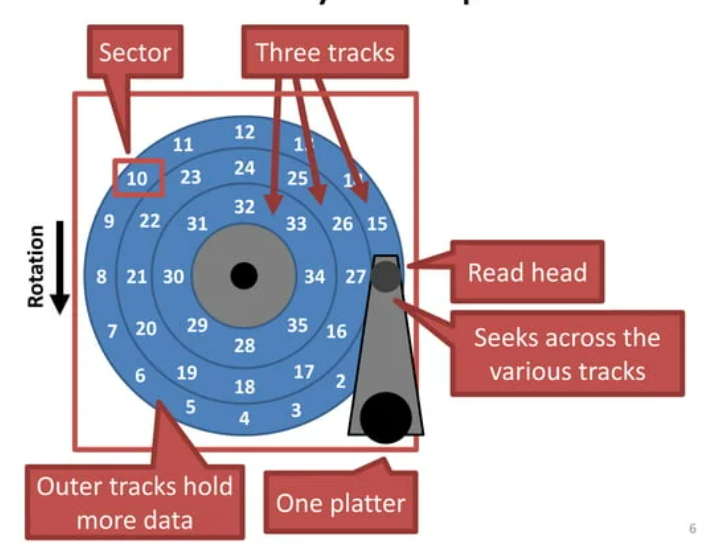 Sector
Three tracks
12
11
24
10 23 25
32
9 22 31 33 26 15
Rotation
8 21 30 34 27
Read head
7 20 29 35 16
28
Seeks across the
various tracks
6 19 18 17 2
5 4 3
Outer tracks hold
more data
One platter
6